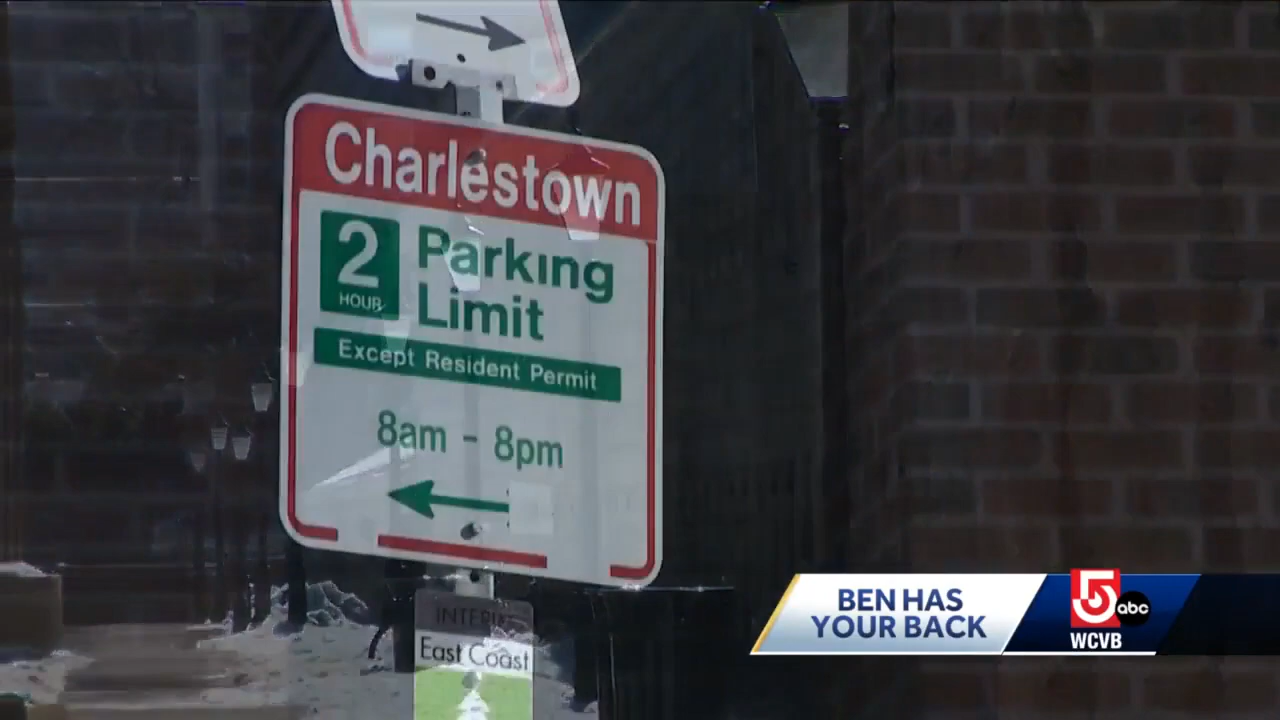 Charlestown
2
HOUR
Parking
Limit
Except Resident Permit
8am - 8pm
East Coast
BEN HAS
YOUR BACK
5
abc
WCVB